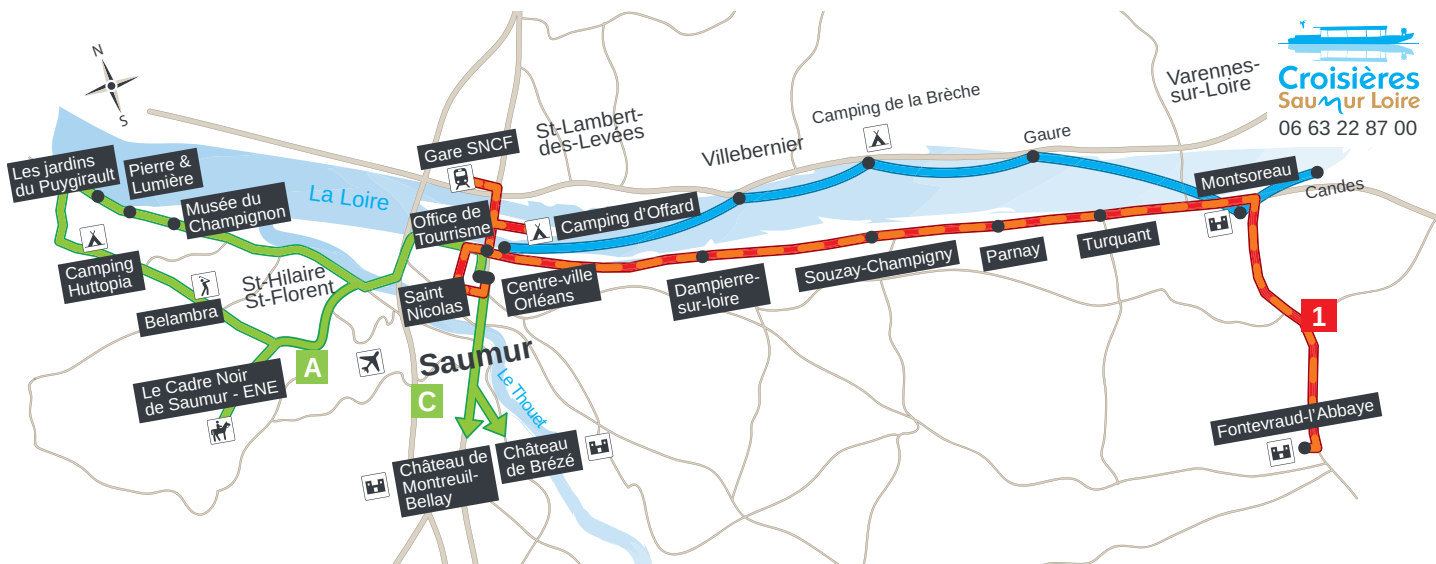 N
S
Croisières
Saumur Loire
06 63 22 87 00
Varennes-
sur-Loire
Camping de la Brèche
Gaure
St-Lambert-
des-Levées
Villebernier
Gare SNCF
Les jardins
du Puygirault
Pierre &
Lumière
Musée du
Champignon
La Loire
Office de
Tourisme
Camping d'Offard
Montsoreau
Candes
Camping
Huttopia
St-Hilaire
St-Florent
Belambra
Saint
Nicolas
Centre-ville
Orléans
Dampierre-
sur-loire
Souzay-Champigny
Parnay
Turquant
1
A
Saumur
C
Le Thouet
Le Cadre Noir
de Saumur - ENE
Château de
Montreuil-
Bellay
Château
de Brézé
Fontevraud-l'Abbaye